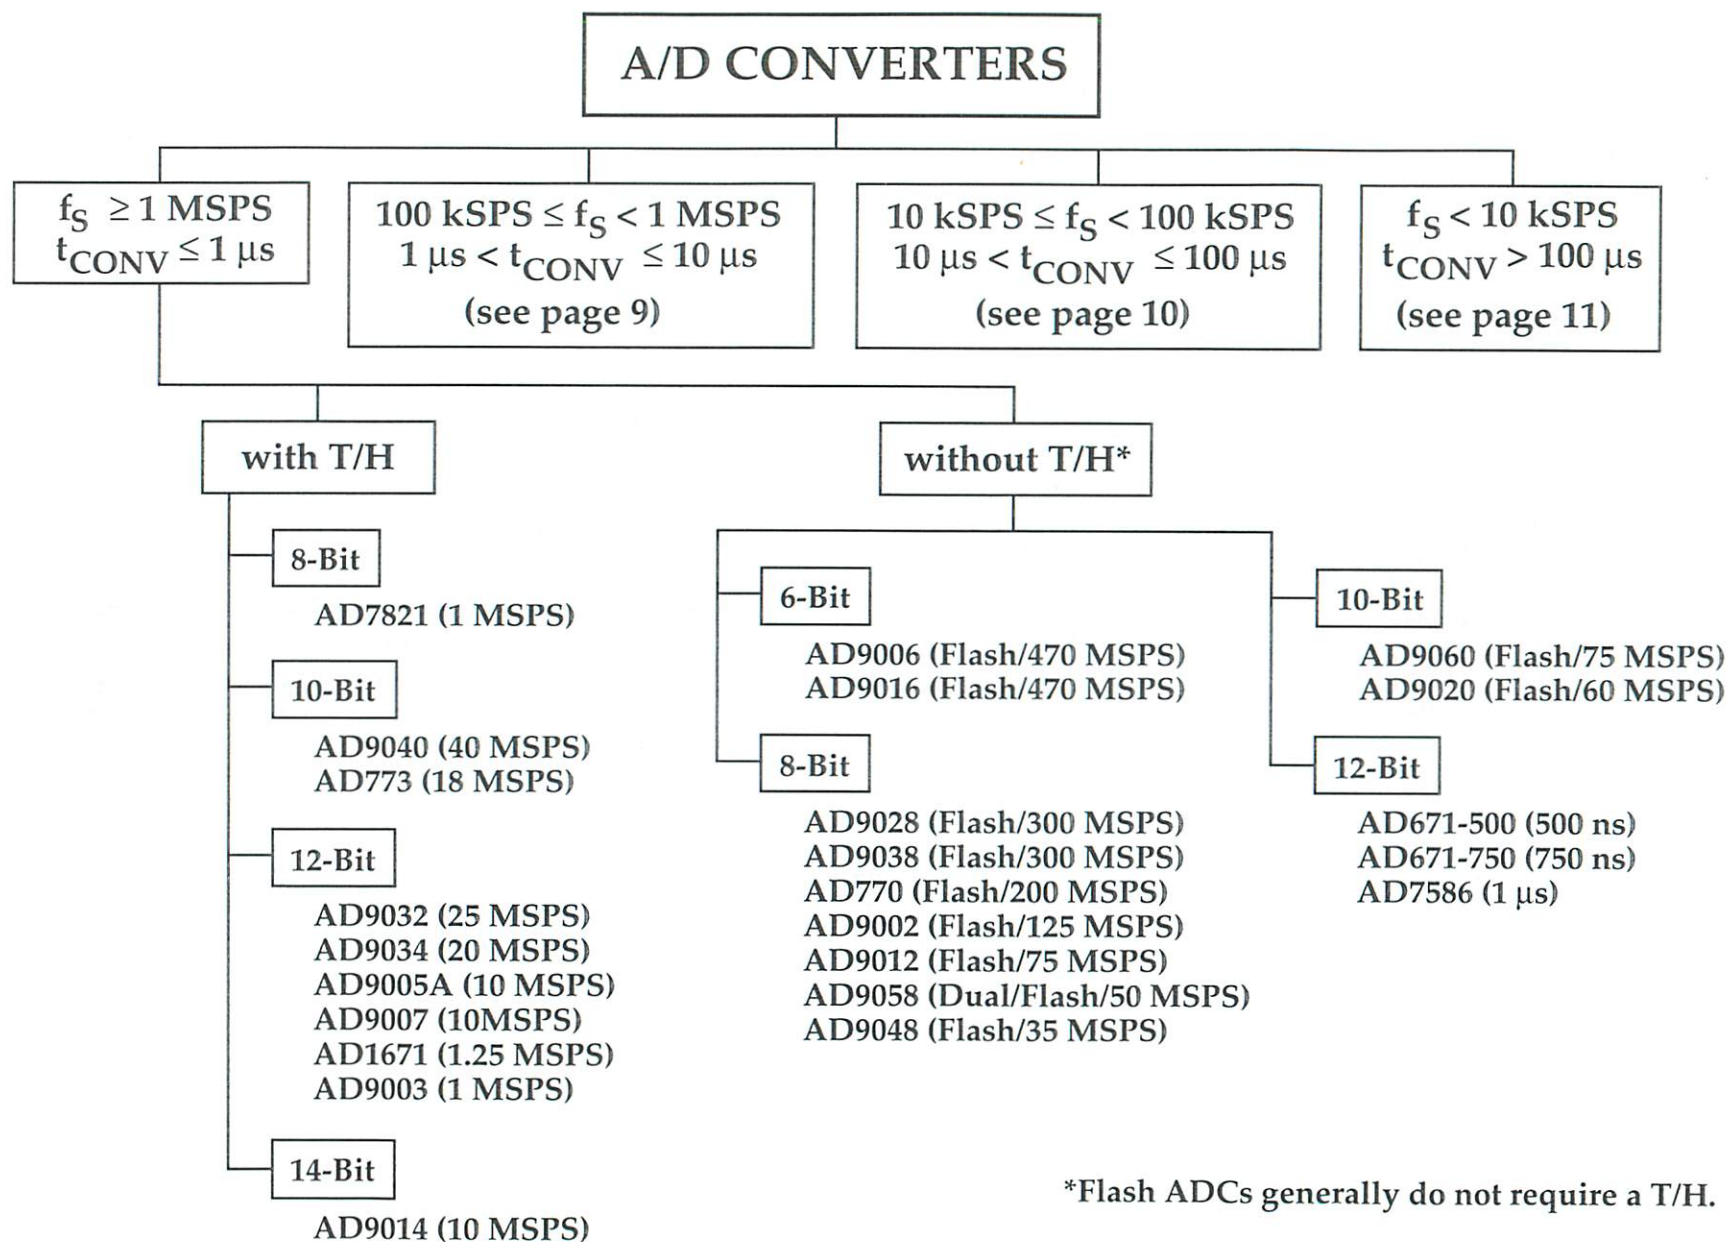 A/D CONVERTERS
fS ≥ 1 MSPS
tCONV ≤ 1 μs
100 kSPS ≤ fS < 1 MSPS
1 μs < tCONV ≤ 10 μs
(see page 9)
10 kSPS ≤ fS < 100 kSPS
10 μs < tCONV ≤ 100 μs
(see page 10)
fS < 10 kSPS
tCONV > 100 μs
(see page 11)
with T/H
8-Bit
AD7821 (1 MSPS)
10-Bit
AD9040 (40 MSPS)
AD773 (18 MSPS)
12-Bit
AD9032 (25 MSPS)
AD9034 (20 MSPS)
AD9005A (10 MSPS)
AD9007 (10MSPS)
AD1671 (1.25 MSPS)
AD9003 (1 MSPS)
14-Bit
AD9014 (10 MSPS)
without T/H*
6-Bit
AD9006 (Flash/470 MSPS)
AD9016 (Flash/470 MSPS)
8-Bit
AD9028 (Flash/300 MSPS)
AD9038 (Flash/300 MSPS)
AD770 (Flash/200 MSPS)
AD9002 (Flash/125 MSPS)
AD9012 (Flash/75 MSPS)
AD9058 (Dual/Flash/50 MSPS)
AD9048 (Flash/35 MSPS)
10-Bit
AD9060 (Flash/75 MSPS)
AD9020 (Flash/60 MSPS)
12-Bit
AD671-500 (500 ns)
AD671-750 (750 ns)
AD7586 (1 μs)
*Flash ADCs generally do not require a T/H.